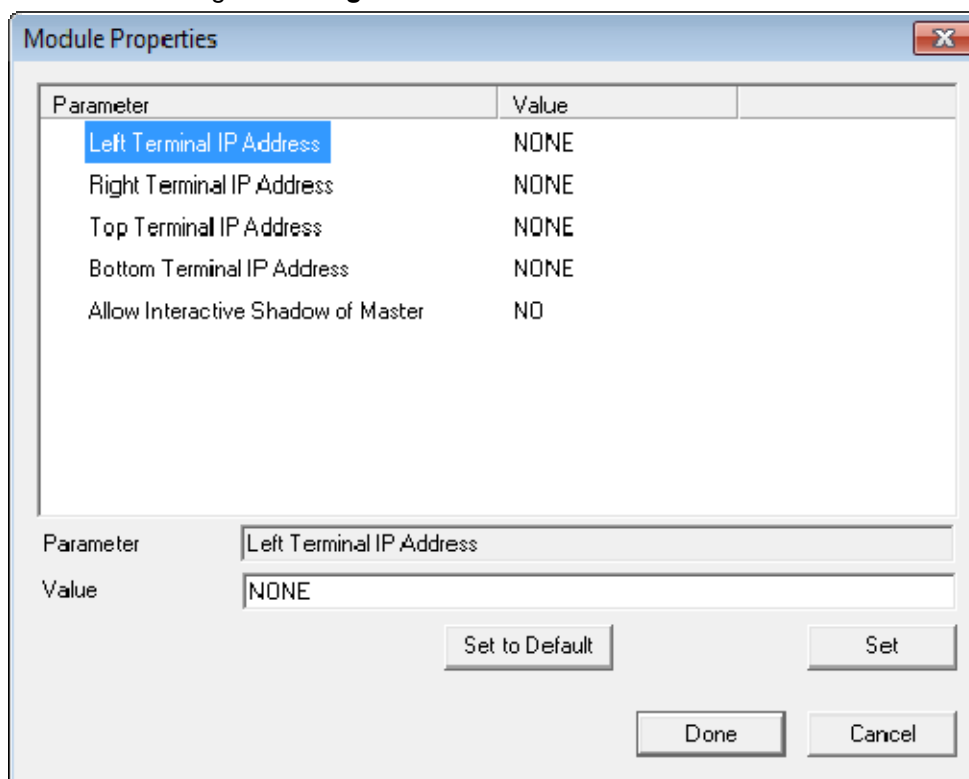 Module Properties
Parameter Value
Left Terminal IP Address NONE
Right Terminal IP Address NONE
Top Terminal IP Address NONE
Bottom Terminal IP Address NONE
Allow Interactive Shadow of Master NO
Parameter Left Terminal IP Address
Value NONE
Set to Default Set
Done Cancel